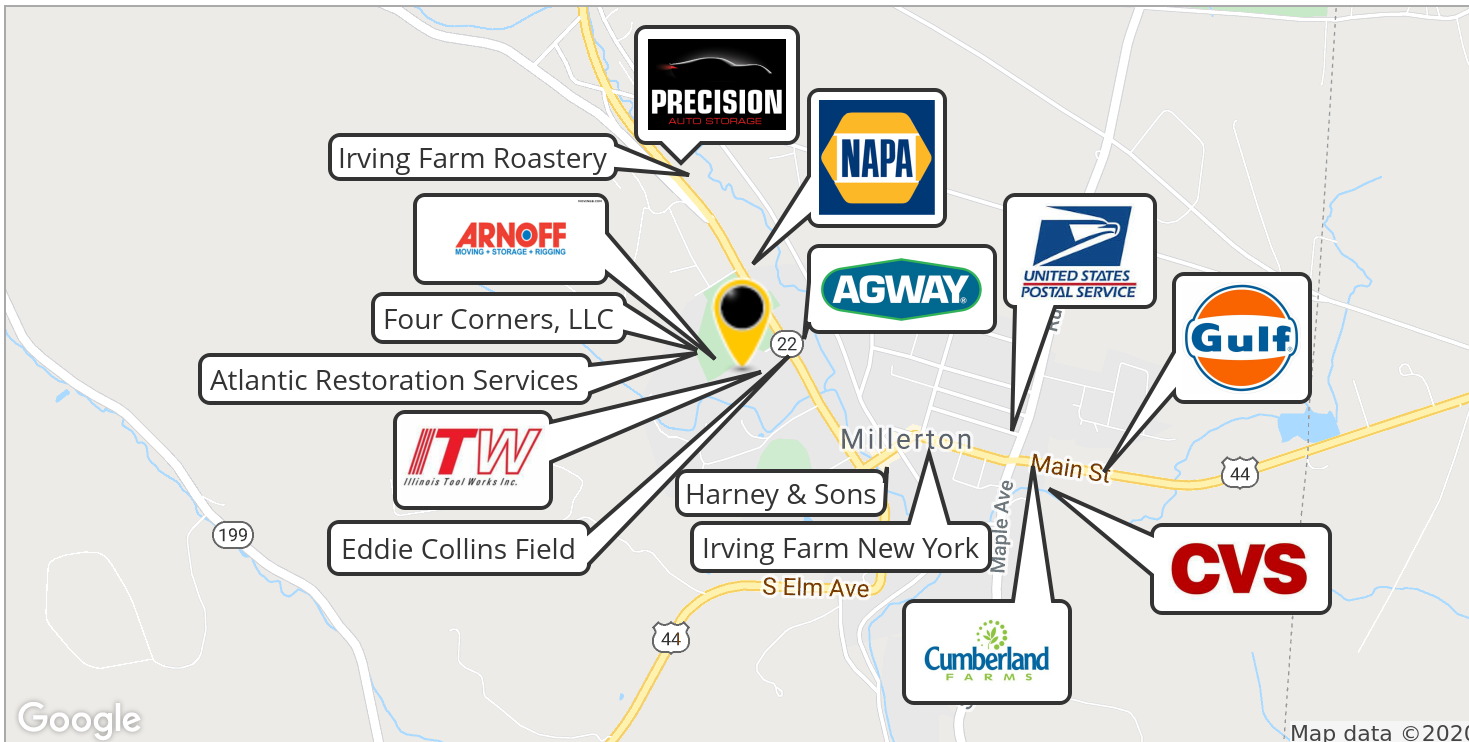 PRECISION
AUTO STORAGE
Irving Farm Roastery
NAPA
ARNOFF
MOVING + STORAGE + RIGGING
UNITED STATES
POSTAL SERVICE
AGWAY
Gulf
Four Corners, LLC
22
Atlantic Restoration Services
ITW
Illinois Tool Works Inc.
Millerton
Main St
44
Harney & Sons
Maple Ave
199
Eddie Collins Field
Irving Farm New York
CVS
S Elm Ave
44
Cumberland
FARMS
Google
Map data ©2020